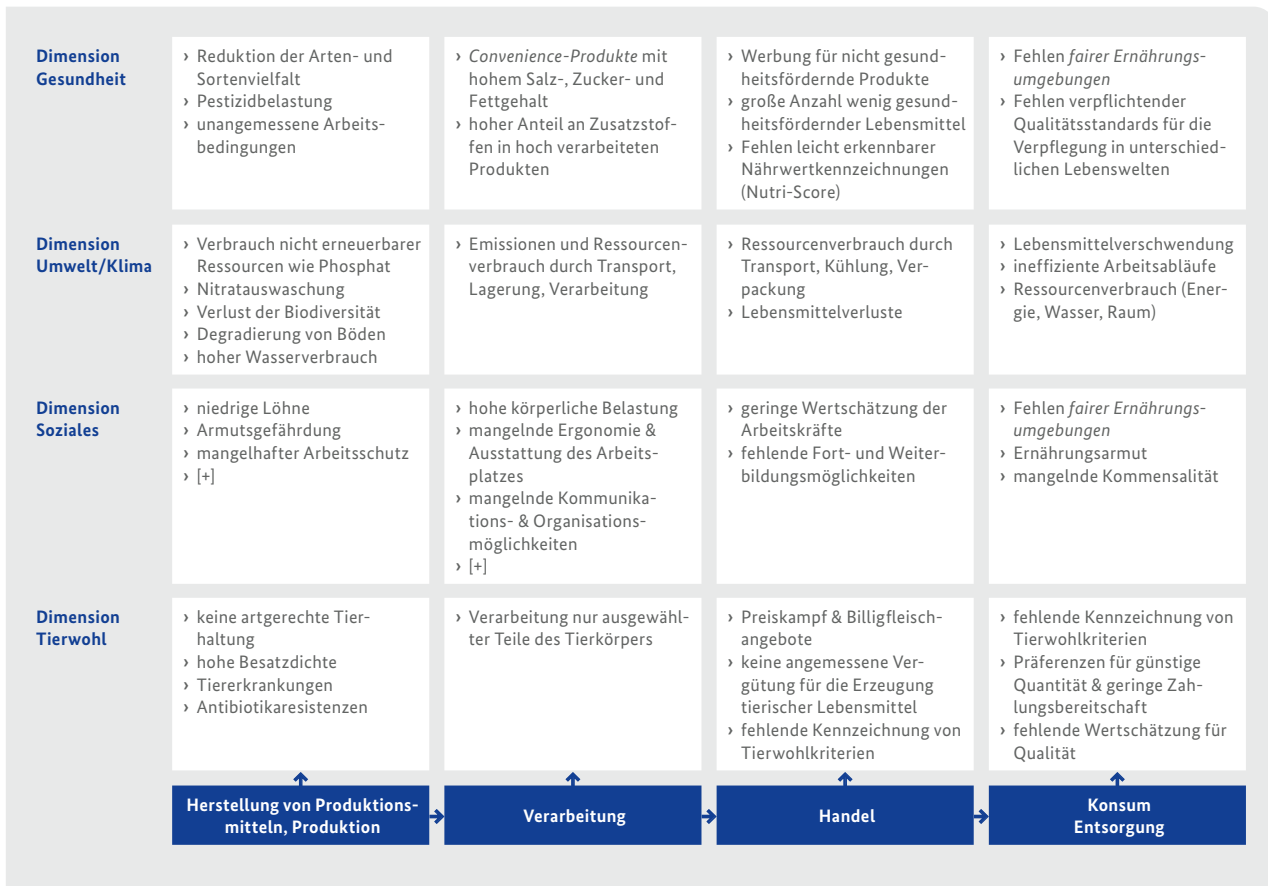 Dimension
Gesundheit
› Reduktion der Arten- und
Sortenvielfalt
› Pestizidbelastung
› unangemessene Arbeits-
bedingungen
› Convenience-Produkte mit
hohem Salz-, Zucker- und
Fettgehalt
› hoher Anteil an Zusatzstof-
fen in hoch verarbeiteten
Produkten
› Werbung für nicht gesund-
heitsfördernde Produkte
› große Anzahl wenig gesund-
heitsfördernder Lebensmittel
› Fehlen leicht erkennbarer
Nährwertkennzeichnungen
(Nutri-Score)
› Fehlen fairer Ernährungs-
umgebungen
› Fehlen verpflichtender
Qualitätsstandards für die
Verpflegung in unterschied-
lichen Lebenswelten
Dimension
Umwelt/Klima
› Verbrauch nicht erneuerbarer
Ressourcen wie Phosphat
› Nitratauswaschung
› Verlust der Biodiversität
› Degradierung von Böden
› hoher Wasserverbrauch
› Emissionen und Ressourcen-
verbrauch durch Transport,
Lagerung, Verarbeitung
› Ressourcenverbrauch durch
Transport, Kühlung, Ver-
packung
› Lebensmittelverluste
› Lebensmittelverschwendung
› ineffiziente Arbeitsabläufe
› Ressourcenverbrauch (Ener-
gie, Wasser, Raum)
Dimension
Soziales
› niedrige Löhne
› Armutsgefährdung
› mangelhafter Arbeitsschutz
› [+]
› hohe körperliche Belastung
› mangelnde Ergonomie &
Ausstattung des Arbeits-
platzes
› mangelnde Kommunika-
tions- & Organisations-
möglichkeiten
› [+]
› geringe Wertschätzung der
Arbeitskräfte
› fehlende Fort- und Weiter-
bildungsmöglichkeiten
› Fehlen fairer Ernährungs-
umgebungen
› Ernährungsarmut
› mangelnde Kommensalität
Dimension
Tierwohl
› keine artgerechte Tier-
haltung
› hohe Besatzdichte
› Tiererkrankungen
› Antibiotikaresistenzen
› Verarbeitung nur ausgewähl-
ter Teile des Tierkörpers
› Preiskampf & Billigfleisch-
angebote
› keine angemessene Ver-
gütung für die Erzeugung
tierischer Lebensmittel
› fehlende Kennzeichnung von
Tierwohlkriterien
› fehlende Kennzeichnung von
Tierwohlkriterien
› Präferenzen für günstige
Quantität & geringe Zah-
lungsbereitschaft
› fehlende Wertschätzung für
Qualität
Herstellung von Produktions-
mitteln, Produktion
Verarbeitung
Handel
Konsum
Entsorgung